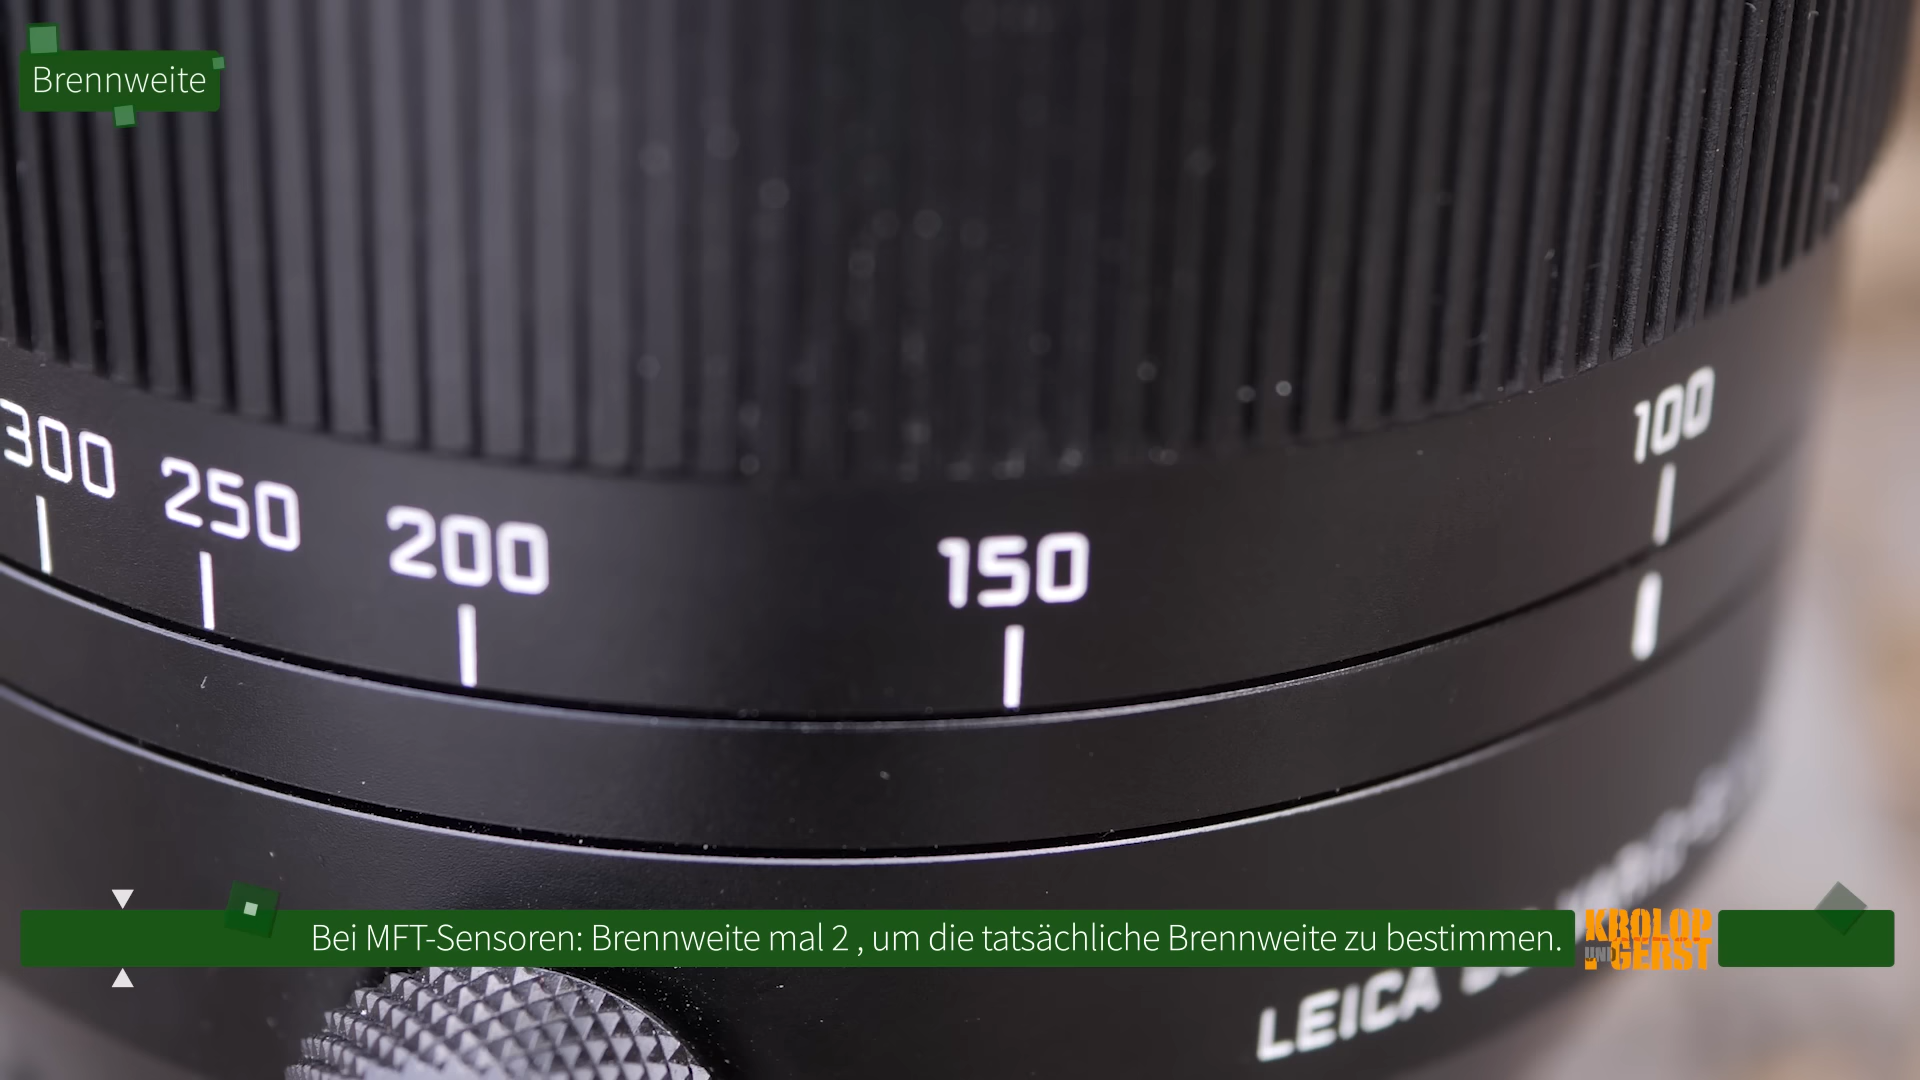 Brennweite
300 250 200 150 100
Bei MFT-Sensoren: Brennweite mal 2 , um die tatsächliche Brennweite zu bestimmen.
KROLOP
UND GERST
LEICA